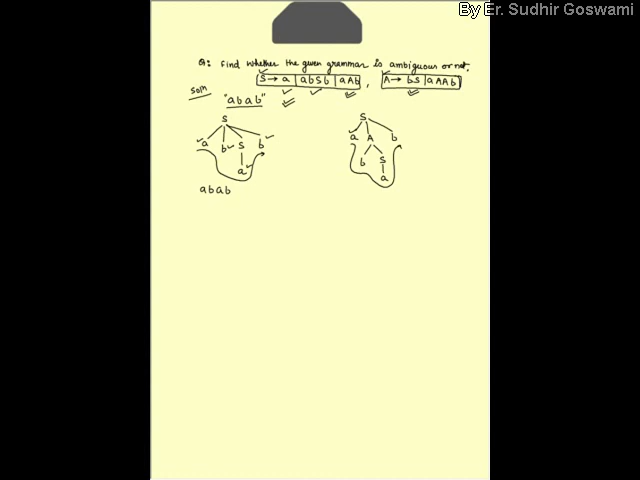 By Er. Sudhir Goswami
Q: Find whether the given grammar is ambiguous or not.
S → a | abSb | aAb , A → bS | aAAb
Som
"abab"
S S
a b S b a A b
a b S
a
abab